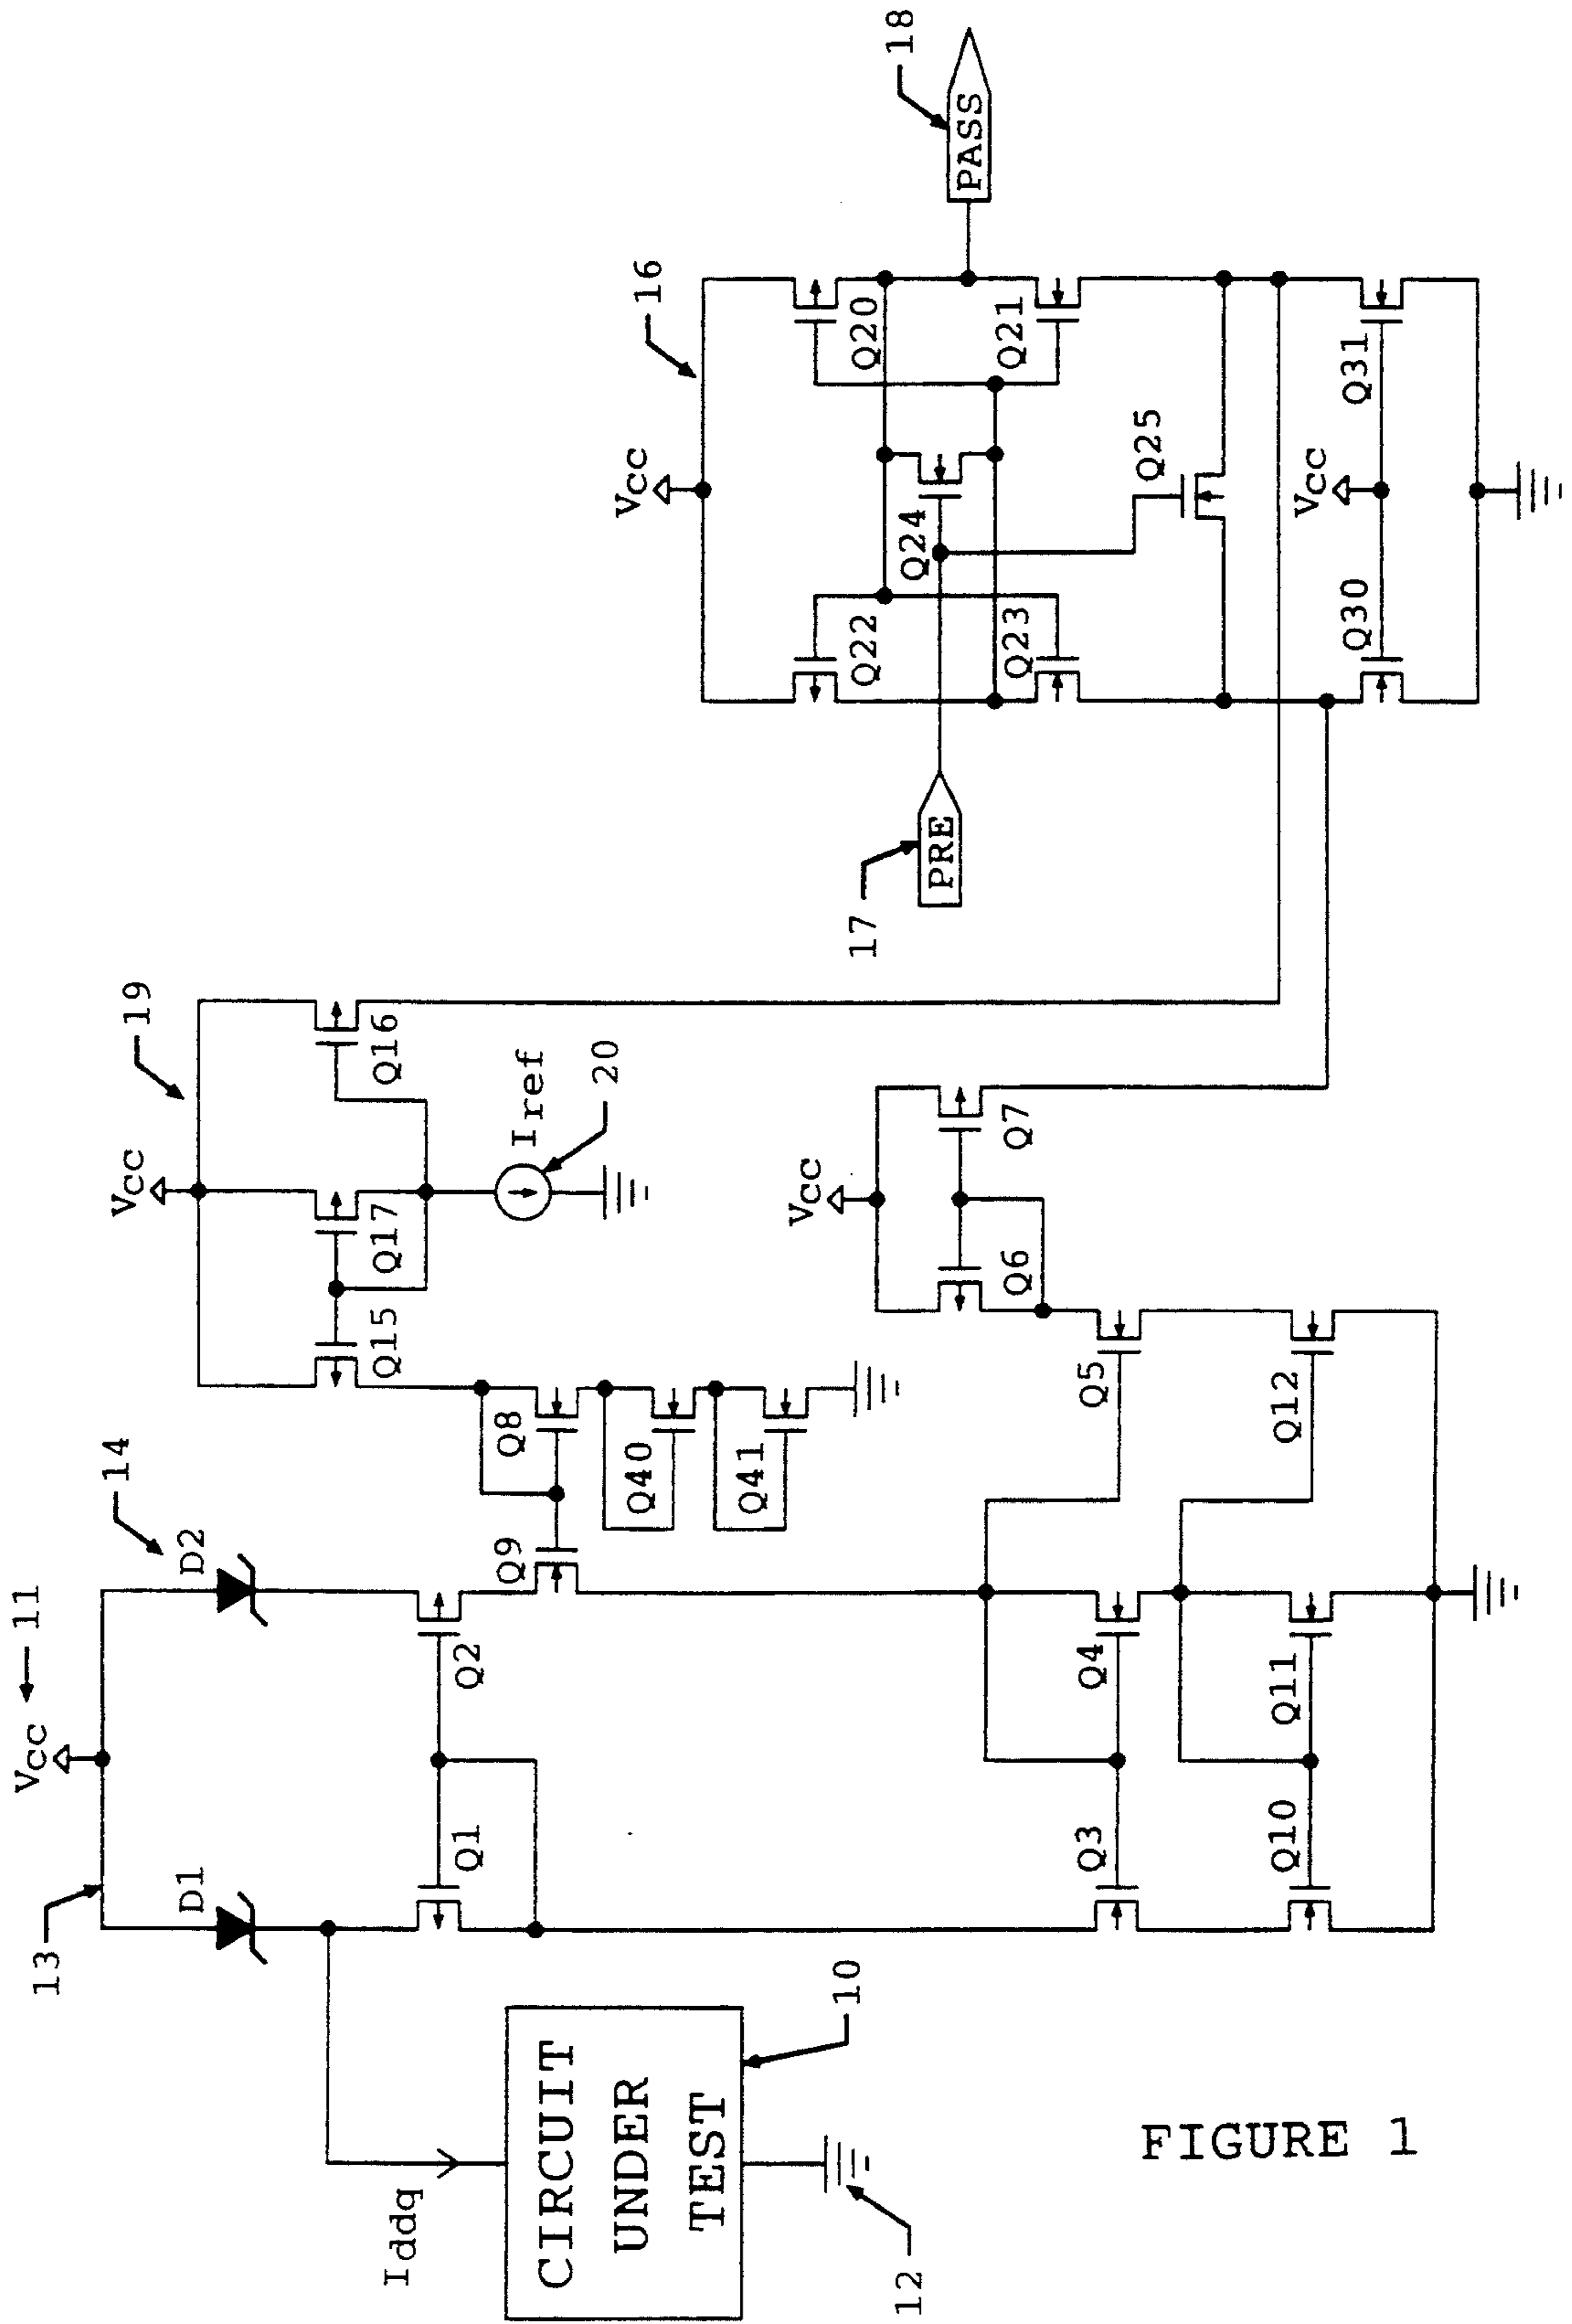 Vcc
11
13
14
D1
D2
Iddq
CIRCUIT
UNDER
TEST
10
12
Q1
Q2
Q9
Q3
Q4
Q5
Q10
Q11
Q12
Vcc
19
Q15
Q17
Q16
Iref
20
Q8
Q40
Q41
Vcc
Q6
Q7
PRE
17
16
Vcc
Q22
Q20
Q24
Q23
Q21
Q25
Vcc
Q30
Q31
PASS
18
FIGURE 1